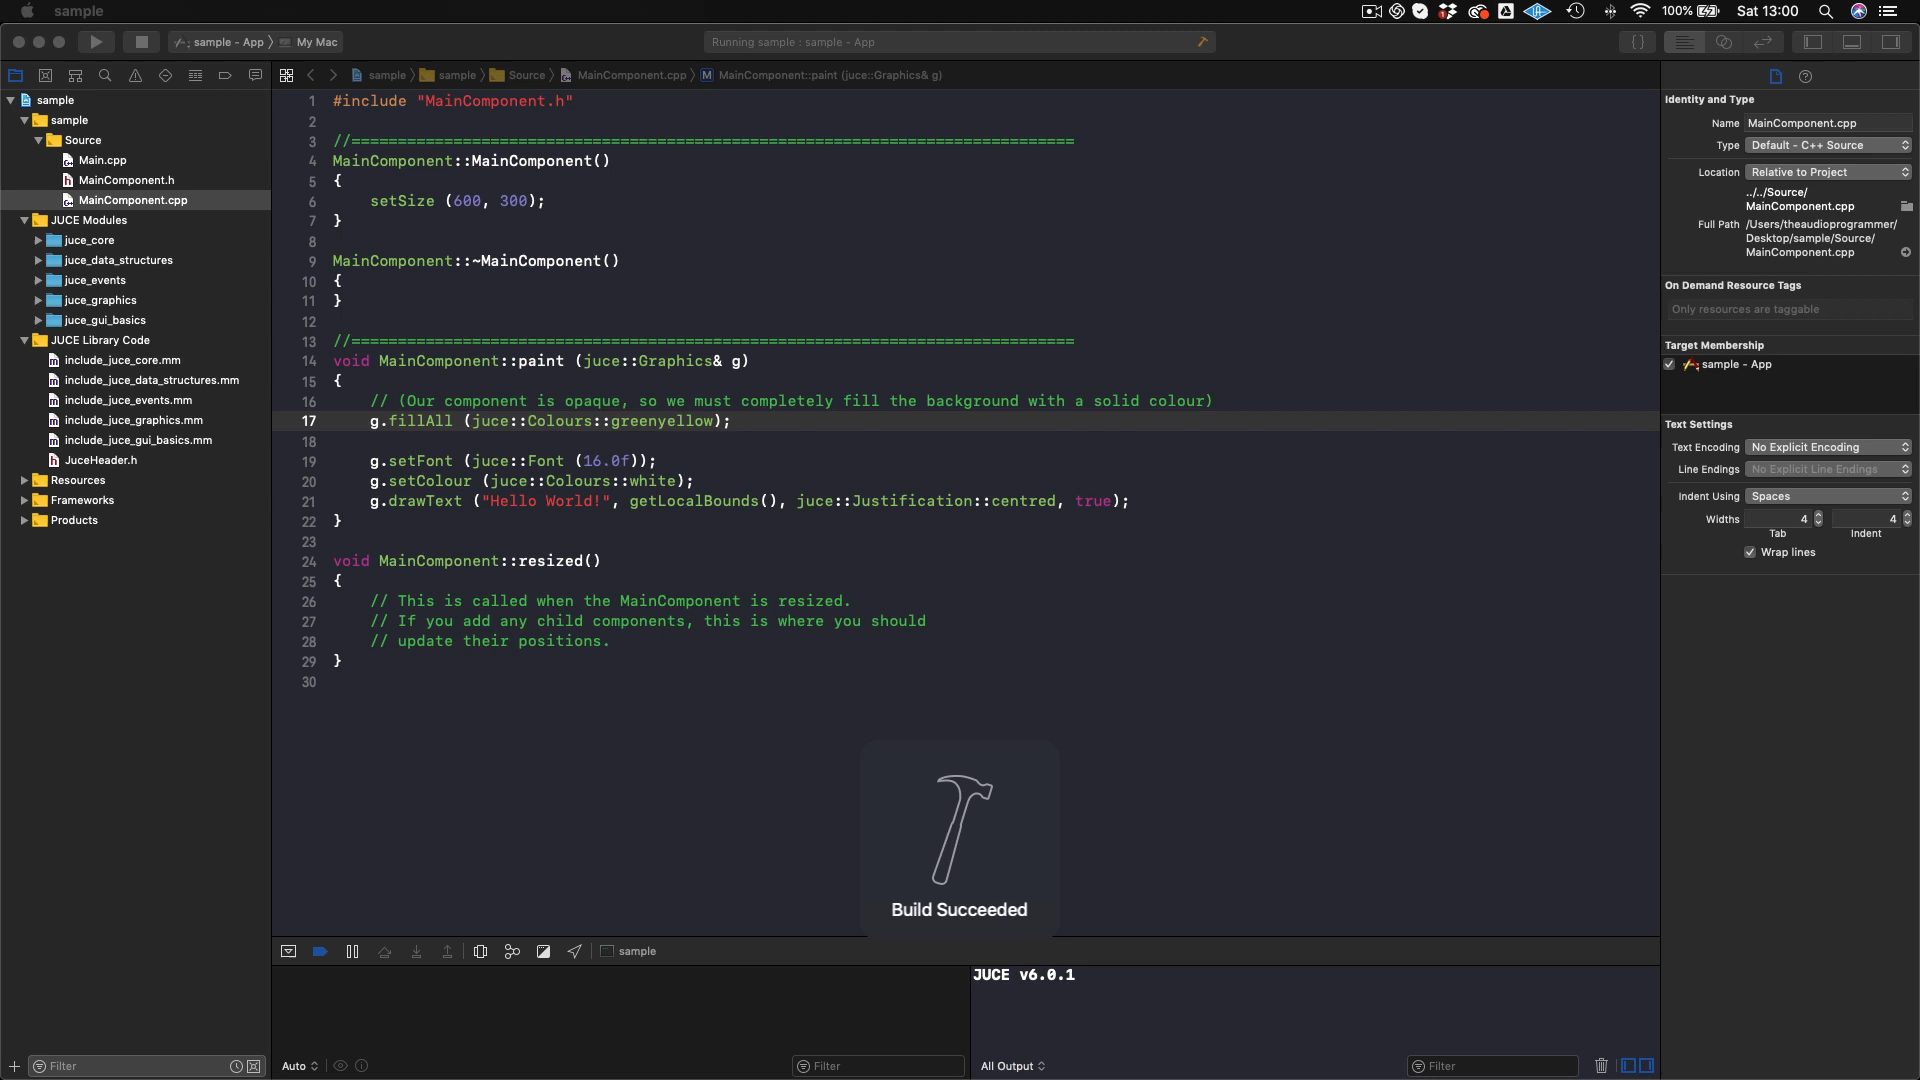 sample
100%
Sat 13:00
sample - App
My Mac
Running sample : sample - App
sample
sample
Source
MainComponent.cpp
M
MainComponent::paint (juce::Graphics& g)
sample
sample
Source
Main.cpp
MainComponent.h
MainComponent.cpp
JUCE Modules
juce_core
juce_data_structures
juce_events
juce_graphics
juce_gui_basics
JUCE Library Code
include_juce_core.mm
include_juce_data_structures.mm
include_juce_events.mm
include_juce_graphics.mm
include_juce_gui_basics.mm
JuceHeader.h
Resources
Frameworks
Products
Filter
1 #include "MainComponent.h"
2
3 //==============================================================================
4 MainComponent::MainComponent()
5 {
6 setSize (600, 300);
7 }
8
9 MainComponent::~MainComponent()
10 {
11 }
12
13 //==============================================================================
14 void MainComponent::paint (juce::Graphics& g)
15 {
16 // (Our component is opaque, so we must completely fill the background with a solid colour)
17 g.fillAll (juce::Colours::greenyellow);
18
19 g.setFont (juce::Font (16.0f));
20 g.setColour (juce::Colours::white);
21 g.drawText ("Hello World!", getLocalBounds(), juce::Justification::centred, true);
22 }
23
24 void MainComponent::resized()
25 {
26 // This is called when the MainComponent is resized.
27 // If you add any child components, this is where you should
28 // update their positions.
29 }
30
Build Succeeded
sample
JUCE v6.0.1
Auto
Filter
All Output
Filter
Identity and Type
Name MainComponent.cpp
Type Default - C++ Source
Location Relative to Project
../../Source/
MainComponent.cpp
Full Path /Users/theaudioprogrammer/
Desktop/sample/Source/
MainComponent.cpp
On Demand Resource Tags
Only resources are taggable
Target Membership
sample - App
Text Settings
Text Encoding No Explicit Encoding
Line Endings No Explicit Line Endings
Indent Using Spaces
Widths 4 4
Tab Indent
Wrap lines